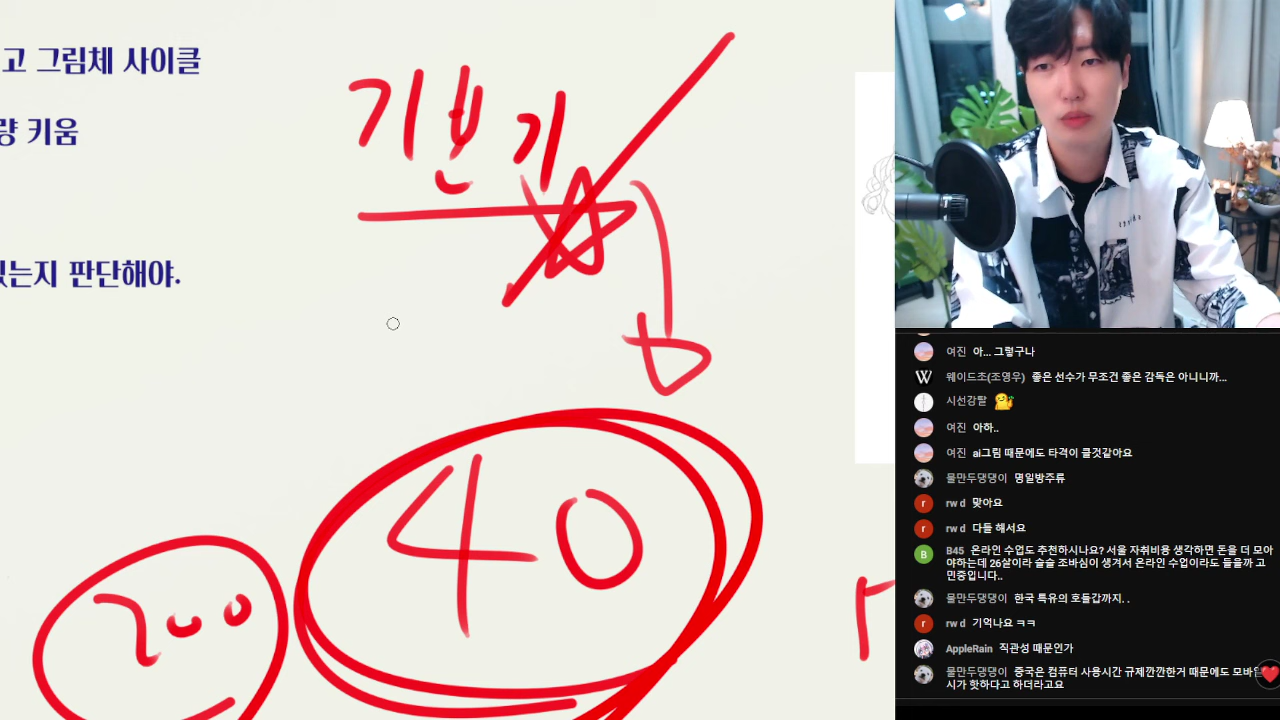 고 그림체 사이클
량 키움
있는지 판단해야.
기본기
40
200
여진 아... 그렇구나
W 웨이드조(조영우) 좋은 선수가 무조건 좋은 감독은 아니니까...
시선강탈
여진 아하..
여진 ai그림 때문에도 타격이 클것같아요
물만두댕댕이 명일방주류
r rw d 맞아요
r rw d 다들 해서요
B B45 온라인 수업도 추천하시나요? 서울 자취비용 생각하면 돈을 더 모아
야하는데 26살이라 슬슬 조바심이 생겨서 온라인 수업이라도 들을까 고
민중입니다..
물만두댕댕이 한국 특유의 호들갑까지. .
r rw d 기억나요 ㅋㅋ
AppleRain 직관성 때문인가
물만두댕댕이 중국은 컴퓨터 사용시간 규제깐깐한거 때문에도 모바일
시가 핫하다고 하더라고요